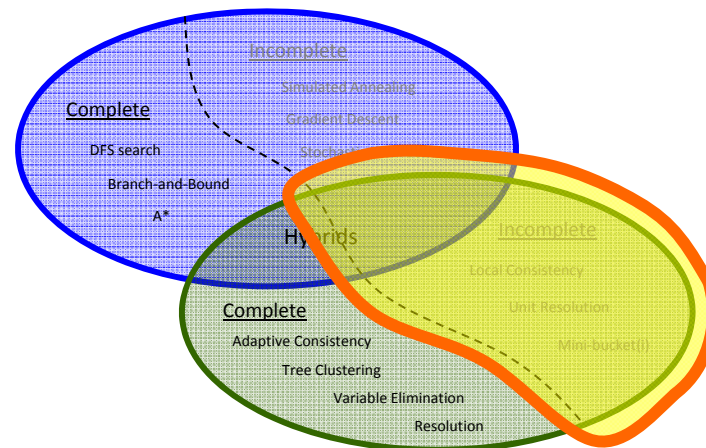 Incomplete
Simulated Annealing
Gradient Descent
Complete
DFS search
Branch-and-Bound
A*
Hybrids
Incomplete
Local Consistency
Unit Resolution
Mini-bucket(i)
Complete
Adaptive Consistency
Tree Clustering
Variable Elimination
Resolution